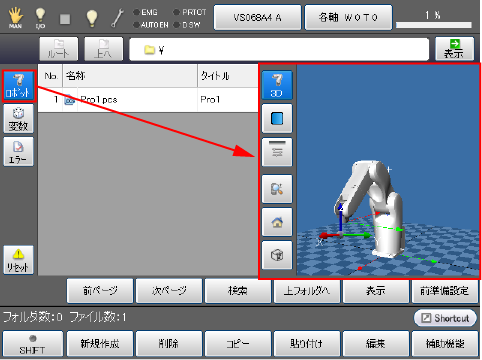 MAN I/O EMG PRTCT
AUTO EN D SW
VS068A4 A 各軸 W0T0 1 %
ルート 上へ ¥ 表示
ロボット 変数 エラー リセット
No. 名称 タイトル
1 Pro1.pcs Pro1
3D
X
前ページ 次ページ 検索 上フォルダへ 表示 前準備設定
フォルダ数:0 ファイル数:1 Shortcut
SHIFT 新規作成 削除 コピー 貼り付け 編集 補助機能